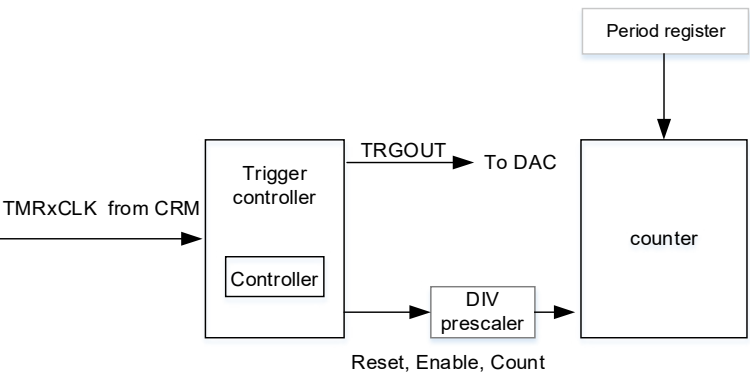 Period register
TRGOUT
To DAC
Trigger
controller
TMRxCLK from CRM
counter
Controller
DIV
prescaler
Reset, Enable, Count